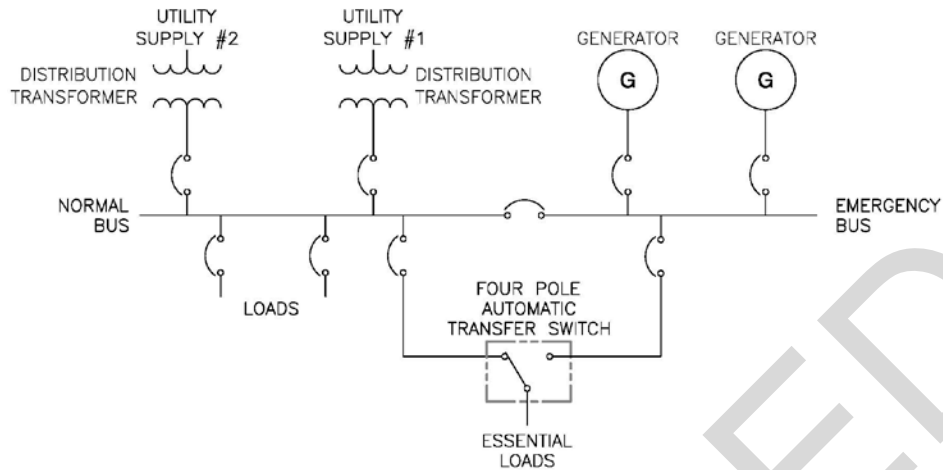 UTILITY
SUPPLY #2
UTILITY
SUPPLY #1
GENERATOR
GENERATOR
DISTRIBUTION
TRANSFORMER
DISTRIBUTION
TRANSFORMER
G
G
NORMAL
BUS
EMERGENCY
BUS
LOADS
FOUR POLE
AUTOMATIC
TRANSFER SWITCH
ESSENTIAL
LOADS